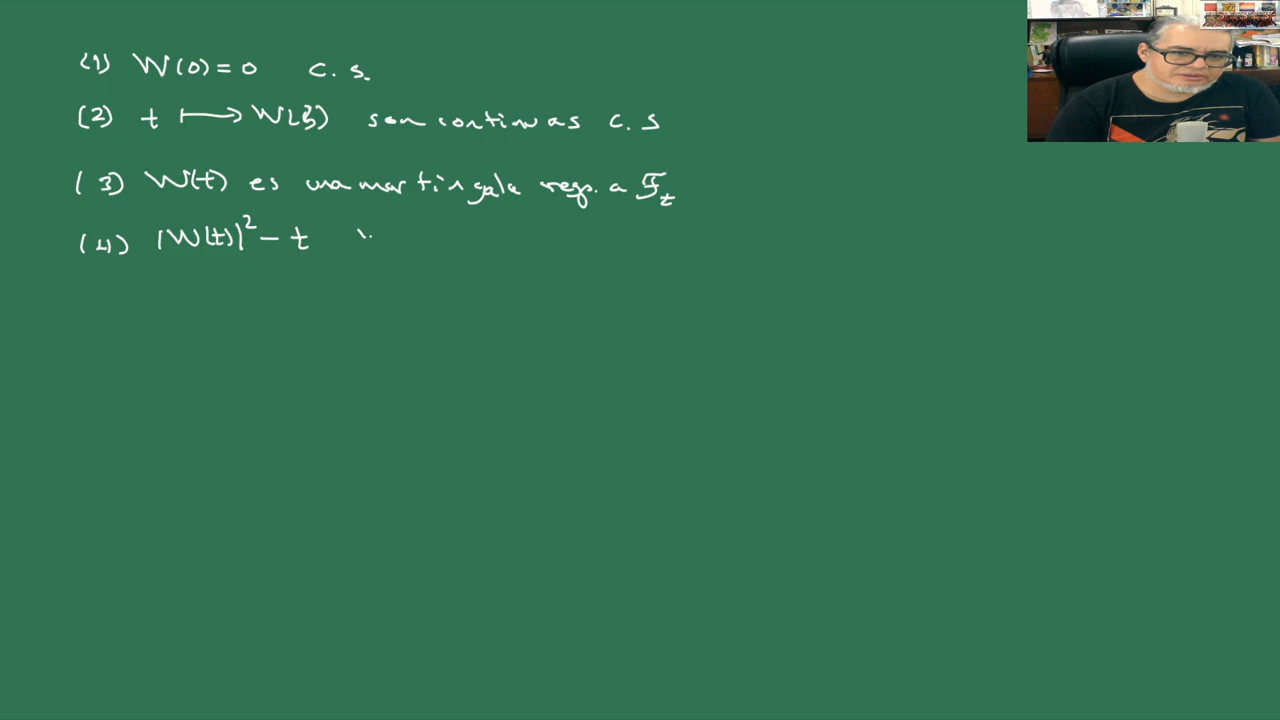 (1) W(0)=0 c.s.
(2) t ⟼ W(t) son continuas c.s
(3) W(t) es una martingala resp. a ℱ_t
(4) |W(t)|² - t